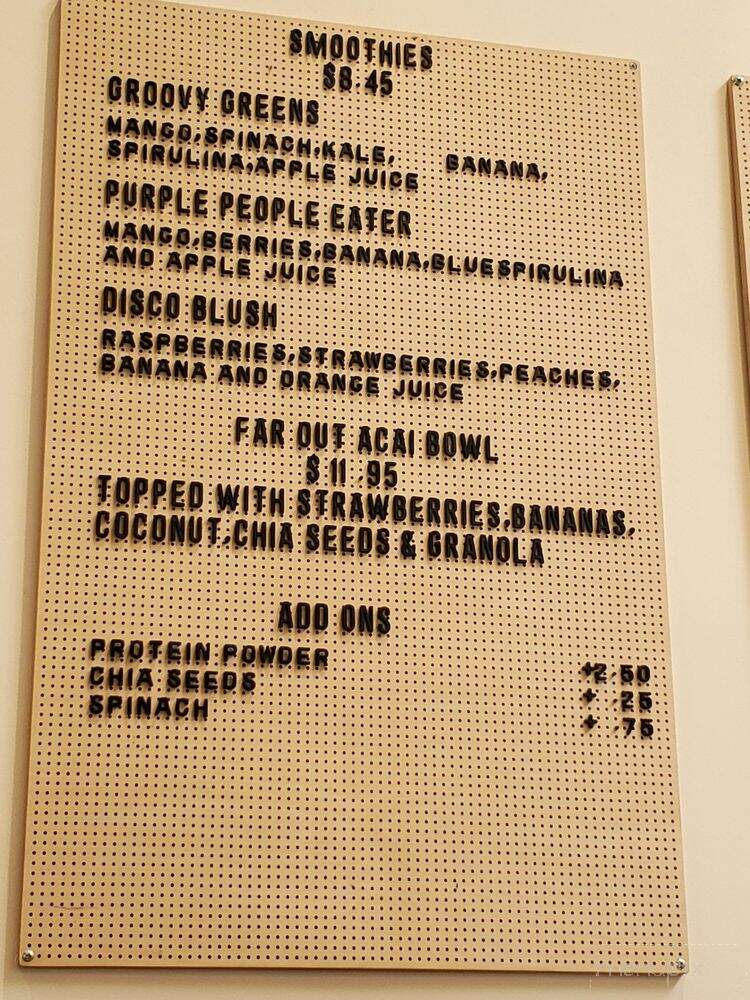 SMOOTHIES
$8.45
GROOVY GREENS
MANGO,SPINACH,KALE, BANANA,
SPIRULINA,APPLE JUICE
PURPLE PEOPLE EATER
MANGO,BERRIES,BANANA,BLUESPIRULINA
AND APPLE JUICE
DISCO BLUSH
RASPBERRIES,STRAWBERRIES,PEACHES,
BANANA AND ORANGE JUICE
FAR OUT ACAI BOWL
$11.95
TOPPED WITH STRAWBERRIES,BANANAS,
COCONUT,CHIA SEEDS & GRANOLA
ADD ONS
PROTEIN POWDER +2.50
CHIA SEEDS + .25
SPINACH + .75